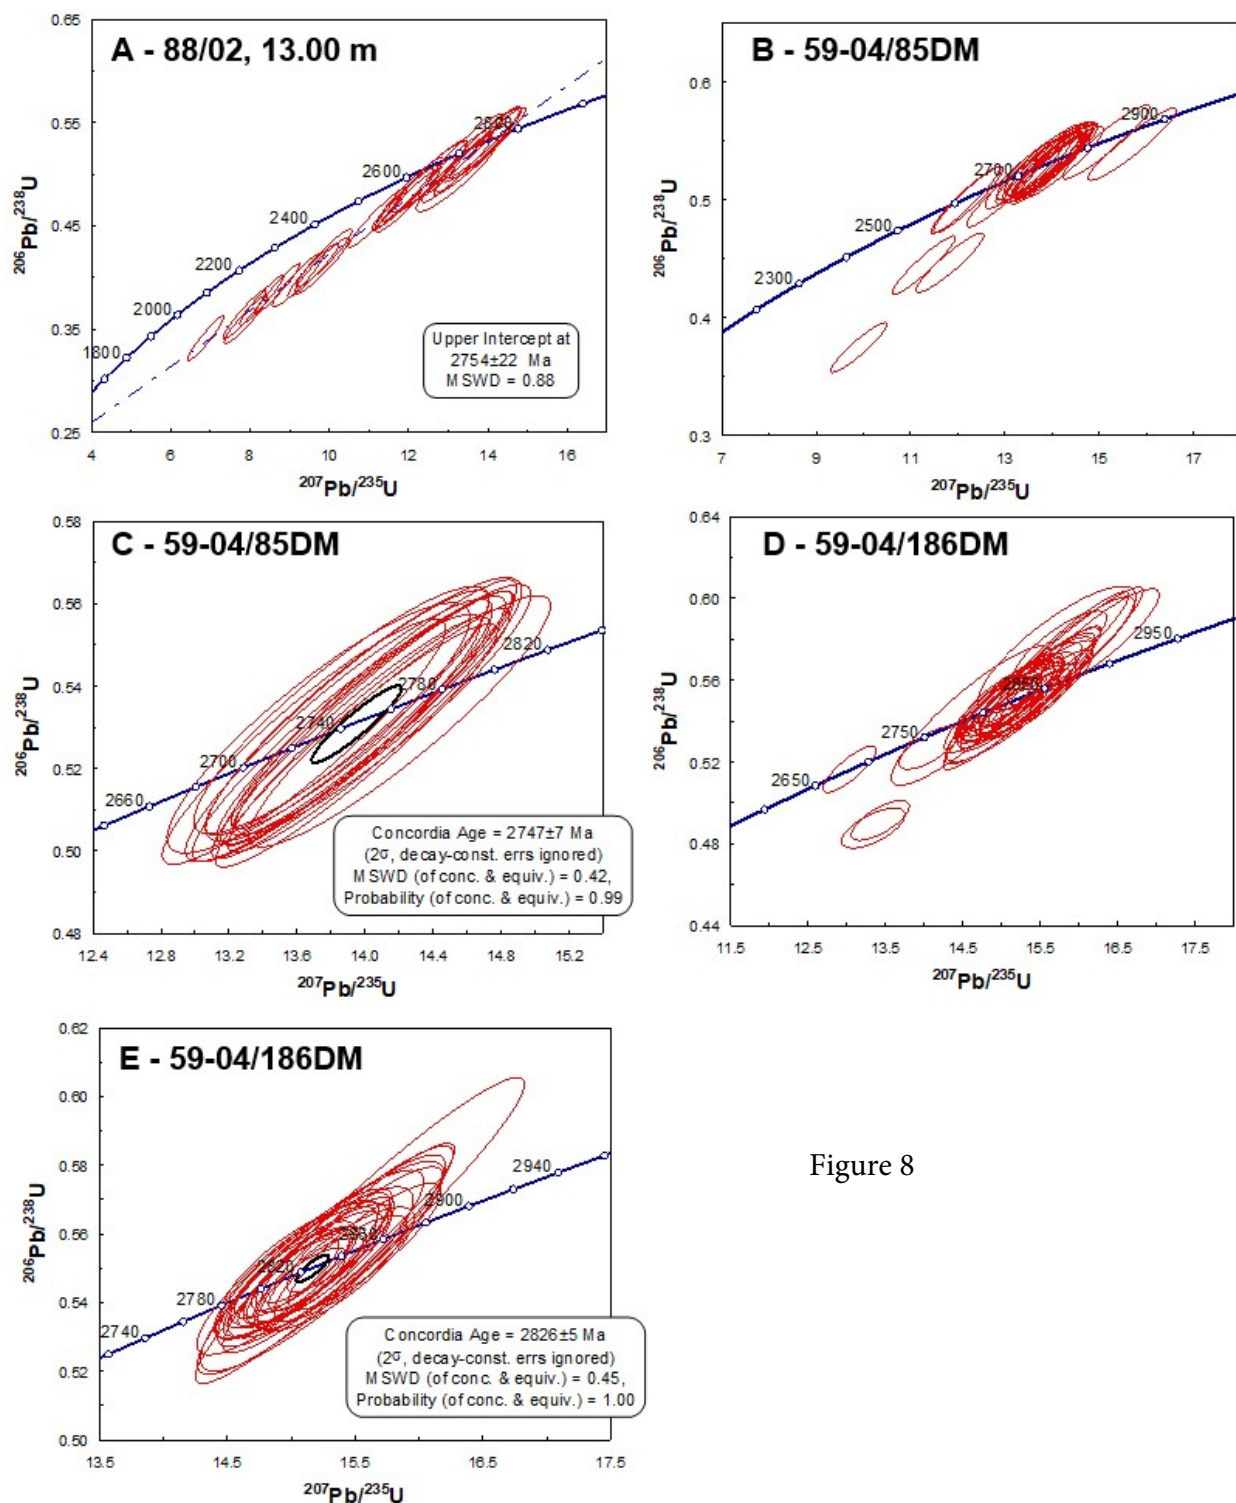 A - 88/02, 13.00 m
0.65
0.55
0.45
0.35
0.25
206Pb/238U
1800
2000
2200
2400
2600
2800
Upper Intercept at
2754±22 Ma
MSWD = 0.88
4 6 8 10 12 14 16
207Pb/235U
B - 59-04/85DM
0.6
0.5
0.4
0.3
206Pb/238U
2300
2500
2700
2900
7 9 11 13 15 17
207Pb/235U
C - 59-04/85DM
0.58
0.56
0.54
0.52
0.50
0.48
206Pb/238U
2660
2700
2740
2780
2820
Concordia Age = 2747±7 Ma
(2σ, decay-const. errs ignored)
MSWD (of conc. & equiv.) = 0.42,
Probability (of conc. & equiv.) = 0.99
12.4 12.8 13.2 13.6 14.0 14.4 14.8 15.2
207Pb/235U
D - 59-04/186DM
0.64
0.60
0.56
0.52
0.48
0.44
206Pb/238U
2650
2750
2850
2950
11.5 12.5 13.5 14.5 15.5 16.5 17.5
207Pb/235U
E - 59-04/186DM
0.62
0.60
0.58
0.56
0.54
0.52
0.50
206Pb/238U
2740
2780
2820
2860
2900
2940
Concordia Age = 2826±5 Ma
(2σ, decay-const. errs ignored)
MSWD (of conc. & equiv.) = 0.45,
Probability (of conc. & equiv.) = 1.00
13.5 14.5 15.5 16.5 17.5
207Pb/235U
Figure 8